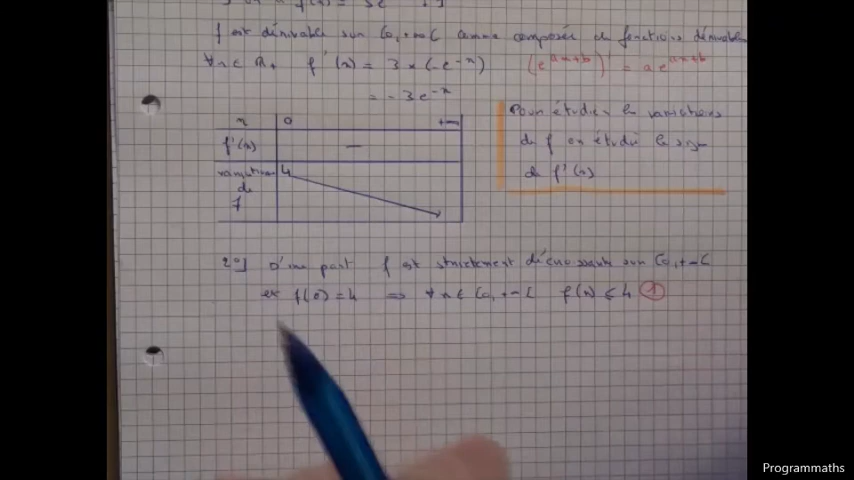 f est dérivable sur [0,+∞[ comme composée de fonctions dérivables
∀x∈ℝ+ f'(x) = 3×(-e^{-x}) (e^{ax+b})' = a e^{ax+b}
= -3e^{-x}
x 0 +∞
f'(x) -
variations de f 4
Pour étudier les variations
de f on étudie le signe
de f'(x)
2°] D'une part f est strictement décroissante sur [0,+∞[
et f(0)=4 ⇒ ∀x∈[0,+∞[ f(x) ≤ 4 ①
Programmaths